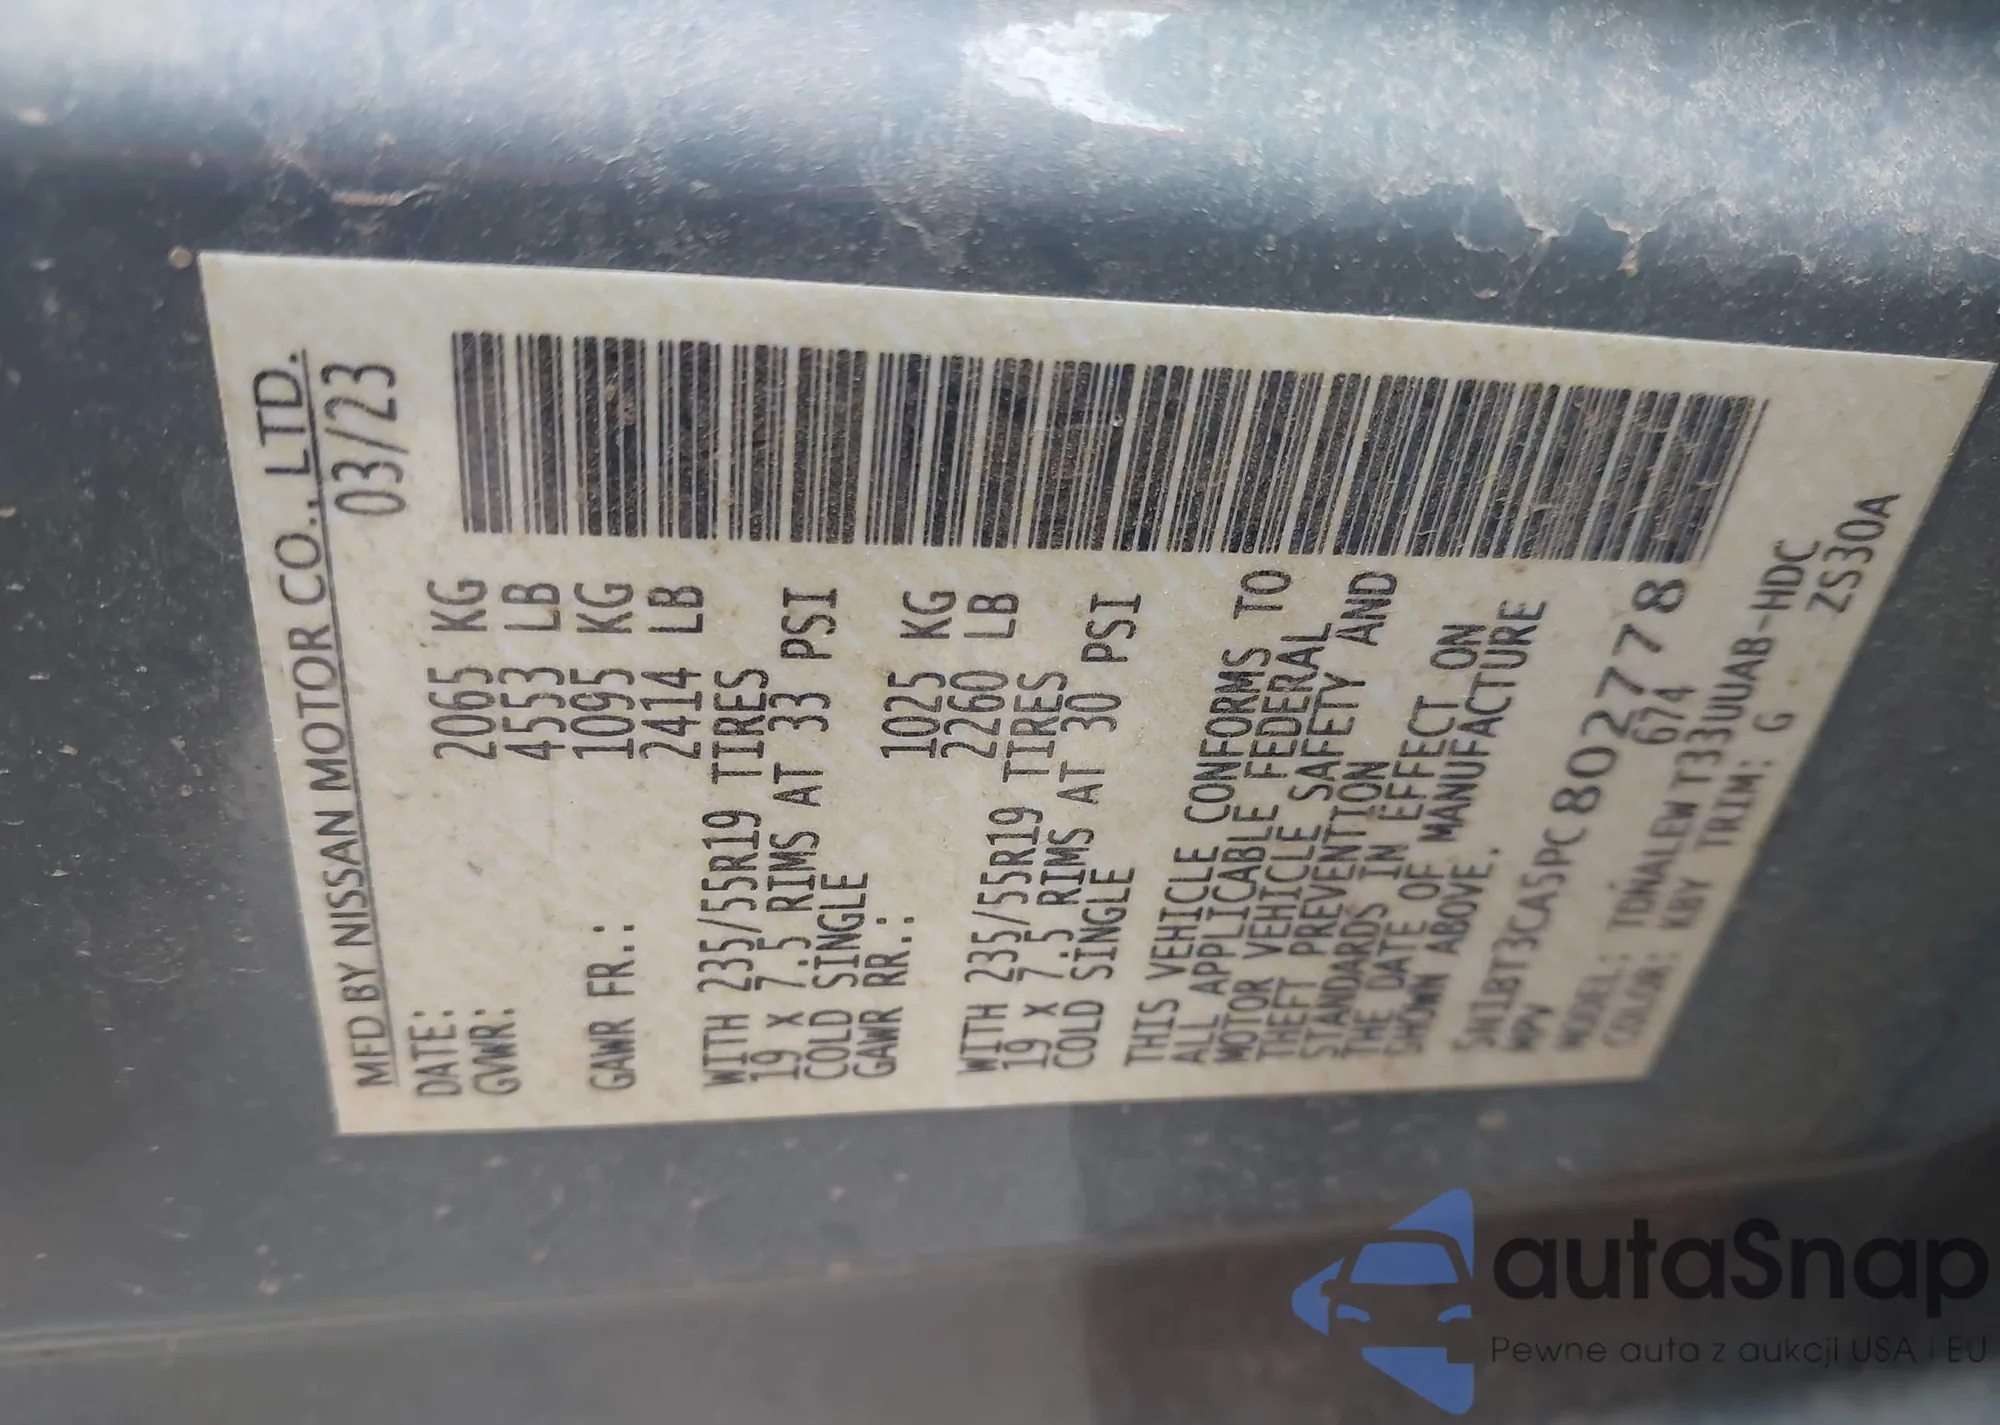 MFD BY NISSAN MOTOR CO., LTD.
DATE: 03/23
GVWR: 2065 KG
4553 LB
GAWR FR.: 1095 KG
2414 LB
WITH 235/55R19 TIRES
19 X 7.5 RIMS AT 33 PSI
COLD SINGLE
GAWR RR.: 1025 KG
2260 LB
WITH 235/55R19 TIRES
19 X 7.5 RIMS AT 30 PSI
COLD SINGLE
THIS VEHICLE CONFORMS TO
ALL APPLICABLE FEDERAL
MOTOR VEHICLE SAFETY AND
THEFT PREVENTION
STANDARDS IN EFFECT ON
THE DATE OF MANUFACTURE
SHOWN ABOVE.
5N1BT3CA5PC802778
MPV 674
MODEL: TDNALEWT33UUAB-HDC
COLOR: KBY TRIM: G ZS30A
autaSnap
Pewne auta z aukcji USA i EU